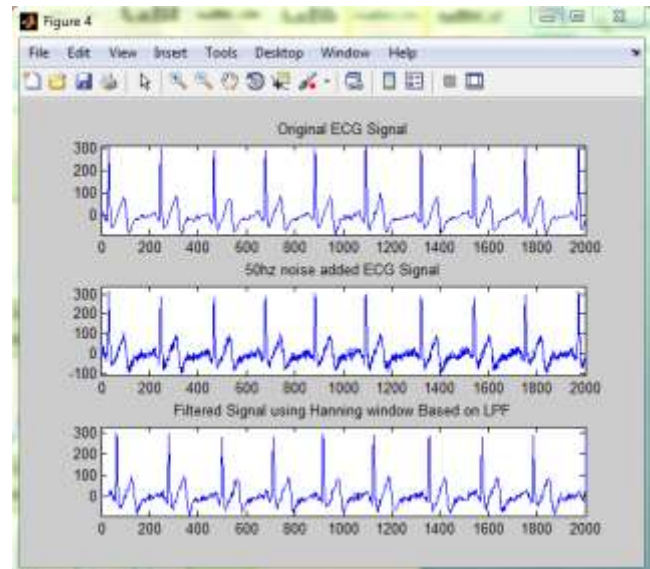 Figure 4
File Edit View Insert Tools Desktop Window Help
Original ECG Signal
300
200
100
0
0 200 400 600 800 1000 1200 1400 1600 1800 2000
50hz noise added ECG Signal
300
200
100
0
-100
0 200 400 600 800 1000 1200 1400 1600 1800 2000
Filtered Signal using Hanning window Based on LPF
300
200
100
0
0 200 400 600 800 1000 1200 1400 1600 1800 2000